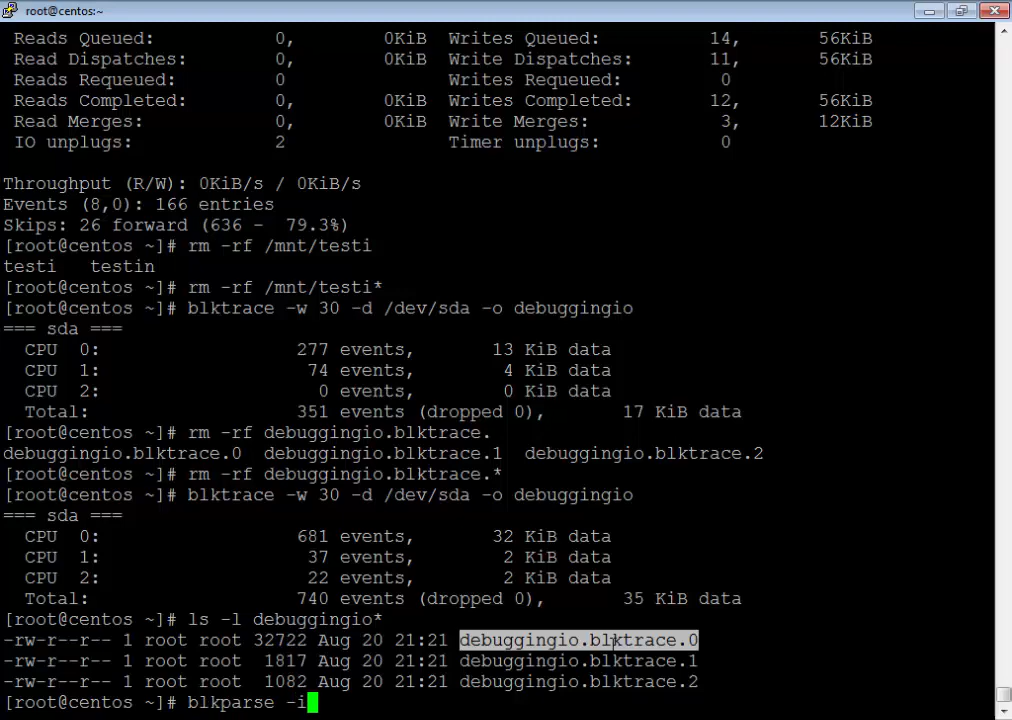 root@centos:~
Reads Queued: 0, 0KiB Writes Queued: 14, 56KiB
Read Dispatches: 0, 0KiB Write Dispatches: 11, 56KiB
Reads Requeued: 0 Writes Requeued: 0
Reads Completed: 0, 0KiB Writes Completed: 12, 56KiB
Read Merges: 0, 0KiB Write Merges: 3, 12KiB
IO unplugs: 2 Timer unplugs: 0
Throughput (R/W): 0KiB/s / 0KiB/s
Events (8,0): 166 entries
Skips: 26 forward (636 - 79.3%)
[root@centos ~]# rm -rf /mnt/testi
testi testin
[root@centos ~]# rm -rf /mnt/testi*
[root@centos ~]# blktrace -w 30 -d /dev/sda -o debuggingio
=== sda ===
CPU 0: 277 events, 13 KiB data
CPU 1: 74 events, 4 KiB data
CPU 2: 0 events, 0 KiB data
Total: 351 events (dropped 0), 17 KiB data
[root@centos ~]# rm -rf debuggingio.blktrace.
debuggingio.blktrace.0 debuggingio.blktrace.1 debuggingio.blktrace.2
[root@centos ~]# rm -rf debuggingio.blktrace.*
[root@centos ~]# blktrace -w 30 -d /dev/sda -o debuggingio
=== sda ===
CPU 0: 681 events, 32 KiB data
CPU 1: 37 events, 2 KiB data
CPU 2: 22 events, 2 KiB data
Total: 740 events (dropped 0), 35 KiB data
[root@centos ~]# ls -l debuggingio*
-rw-r--r-- 1 root root 32722 Aug 20 21:21 debuggingio.blktrace.0
-rw-r--r-- 1 root root 1817 Aug 20 21:21 debuggingio.blktrace.1
-rw-r--r-- 1 root root 1082 Aug 20 21:21 debuggingio.blktrace.2
[root@centos ~]# blkparse -i